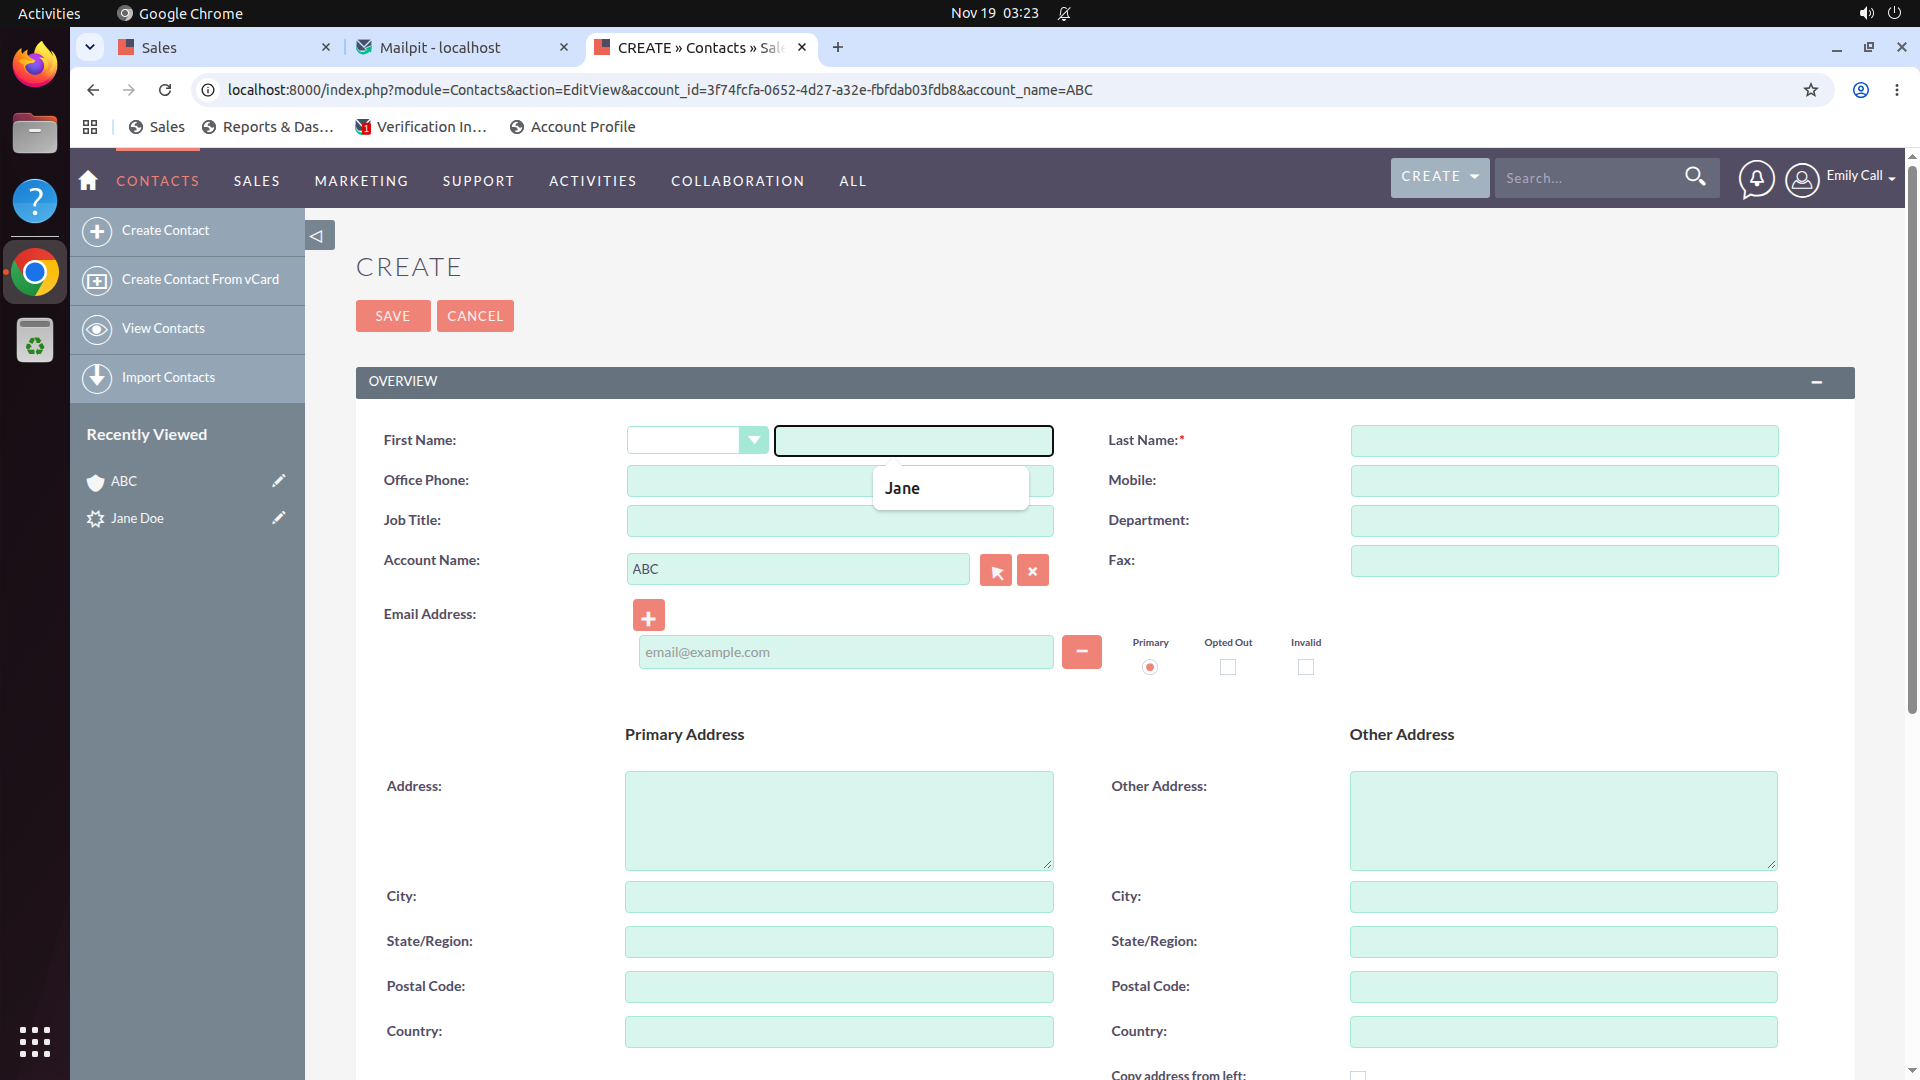 Activities
Google Chrome
Nov 19 03:23
Sales
Mailpit - localhost
CREATE » Contacts » Sal
localhost:8000/index.php?module=Contacts&action=EditView&account_id=3f74fcfa-0652-4d27-a32e-fbfdab03fdb8&account_name=ABC
Sales
Reports & Das...
1
Verification In...
Account Profile
CONTACTS
SALES
MARKETING
SUPPORT
ACTIVITIES
COLLABORATION
ALL
CREATE
Search...
Emily Call
Create Contact
Create Contact From vCard
View Contacts
Import Contacts
Recently Viewed
ABC
Jane Doe
CREATE
SAVE
CANCEL
OVERVIEW
First Name:
Last Name:*
Jane
Office Phone:
Mobile:
Job Title:
Department:
Account Name:
ABC
Fax:
Email Address:
email@example.com
Primary
Opted Out
Invalid
Primary Address
Other Address
Address:
Other Address:
City:
City:
State/Region:
State/Region:
Postal Code:
Postal Code:
Country:
Country:
Copy address from left: